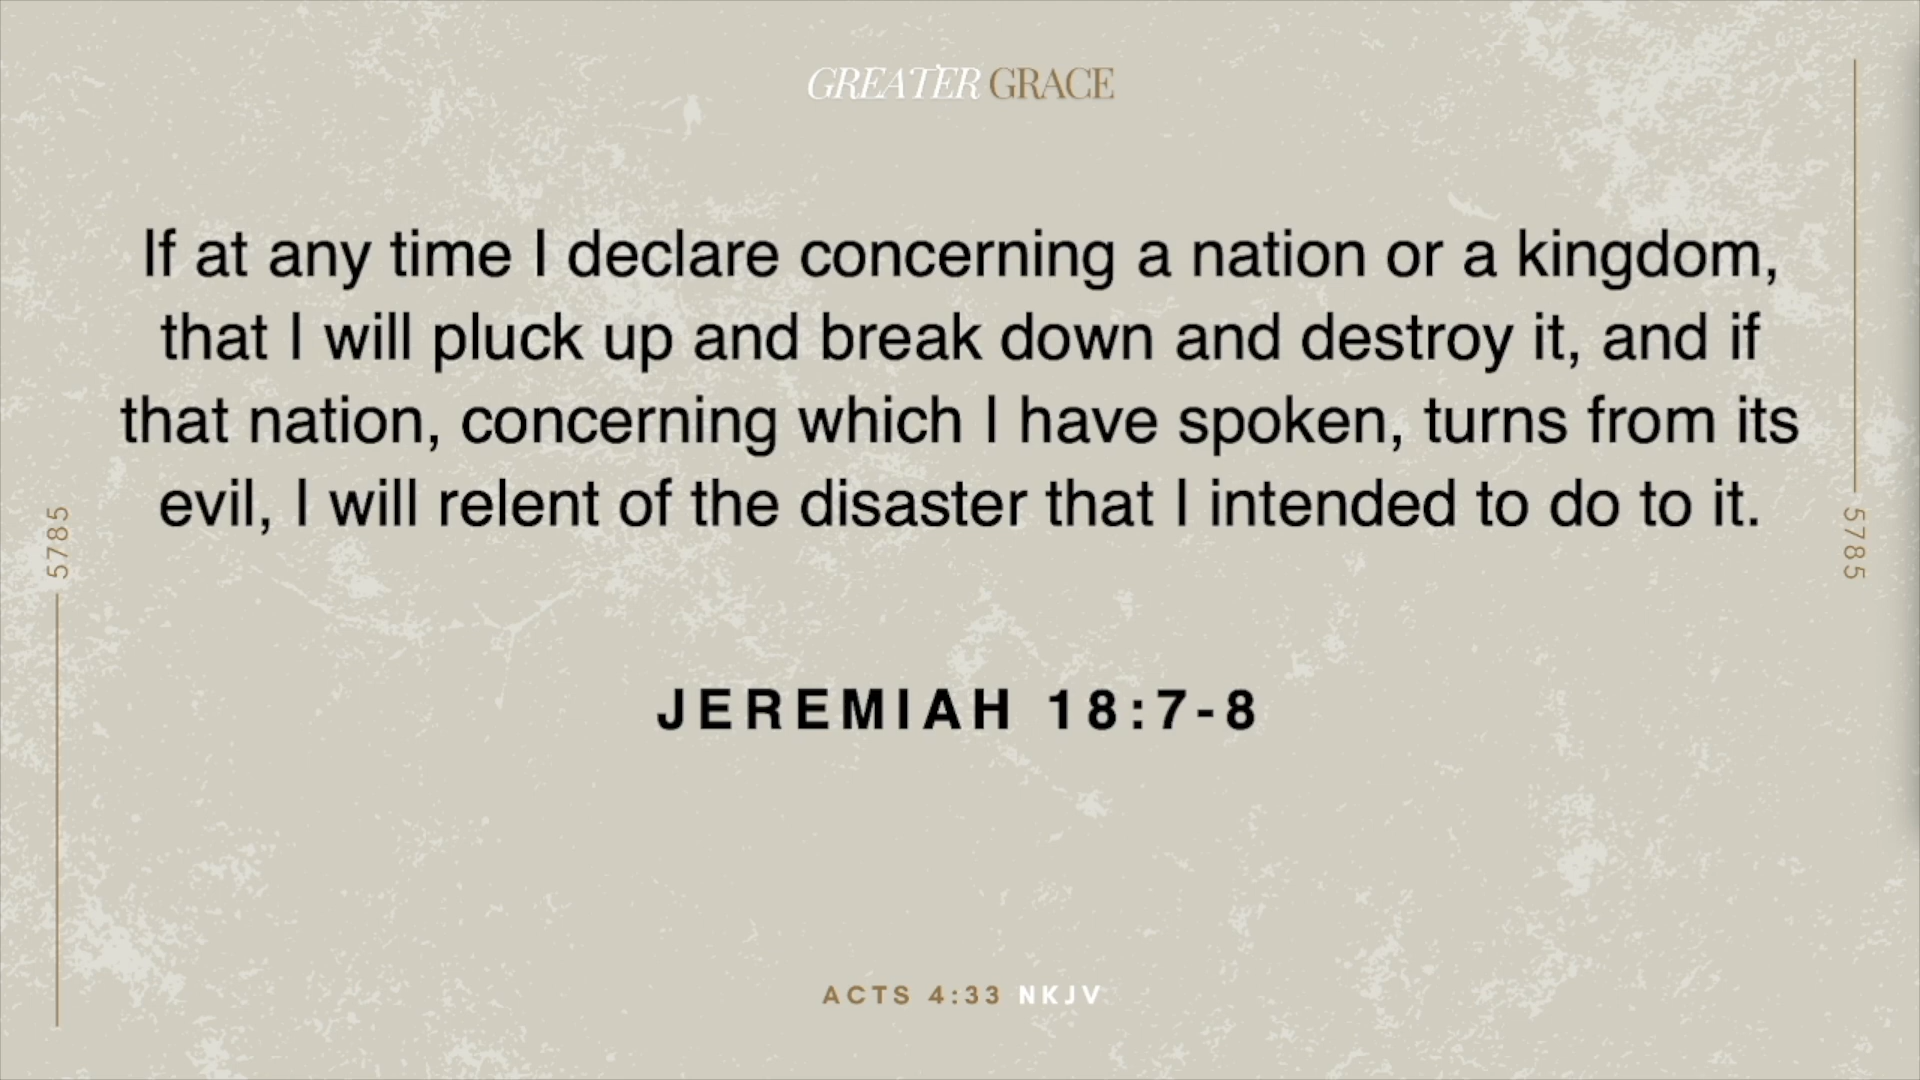 GREATER GRACE
If at any time I declare concerning a nation or a kingdom,
that I will pluck up and break down and destroy it, and if
that nation, concerning which I have spoken, turns from its
evil, I will relent of the disaster that I intended to do to it.
5785
5785
JEREMIAH 18:7-8
ACTS 4:33 NKJV